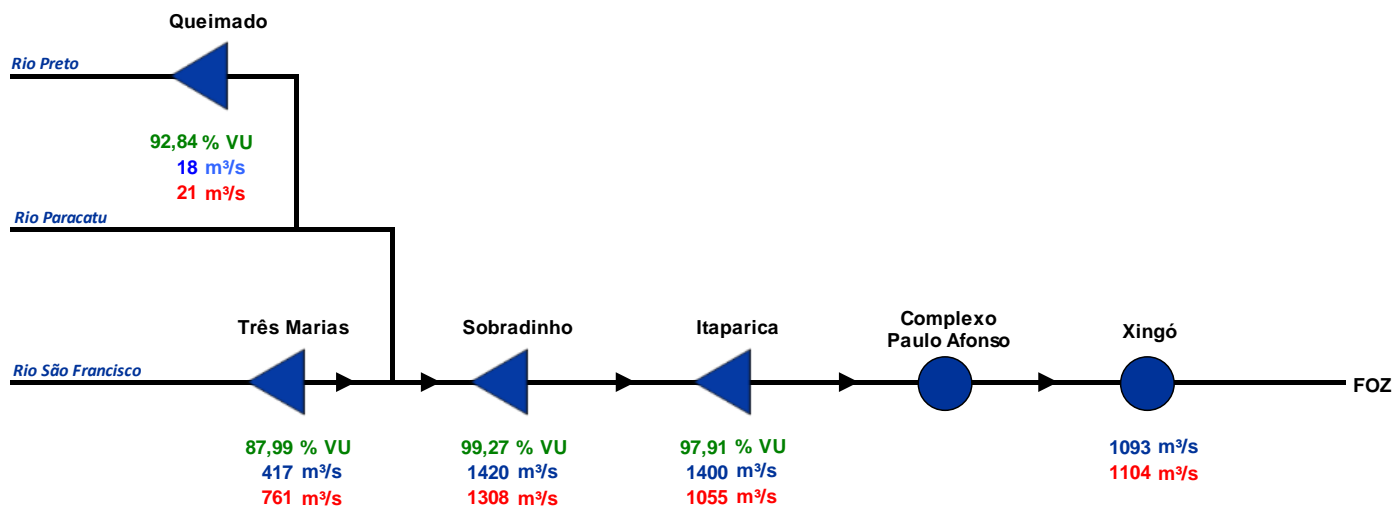 Queimado
Rio Preto
92,84 % VU
18 m³/s
21 m³/s
Rio Paracatu
Três Marias
Sobradinho
Itaparica
Complexo
Paulo Afonso
Xingó
Rio São Francisco
FOZ
87,99 % VU
417 m³/s
761 m³/s
99,27 % VU
1420 m³/s
1308 m³/s
97,91 % VU
1400 m³/s
1055 m³/s
1093 m³/s
1104 m³/s